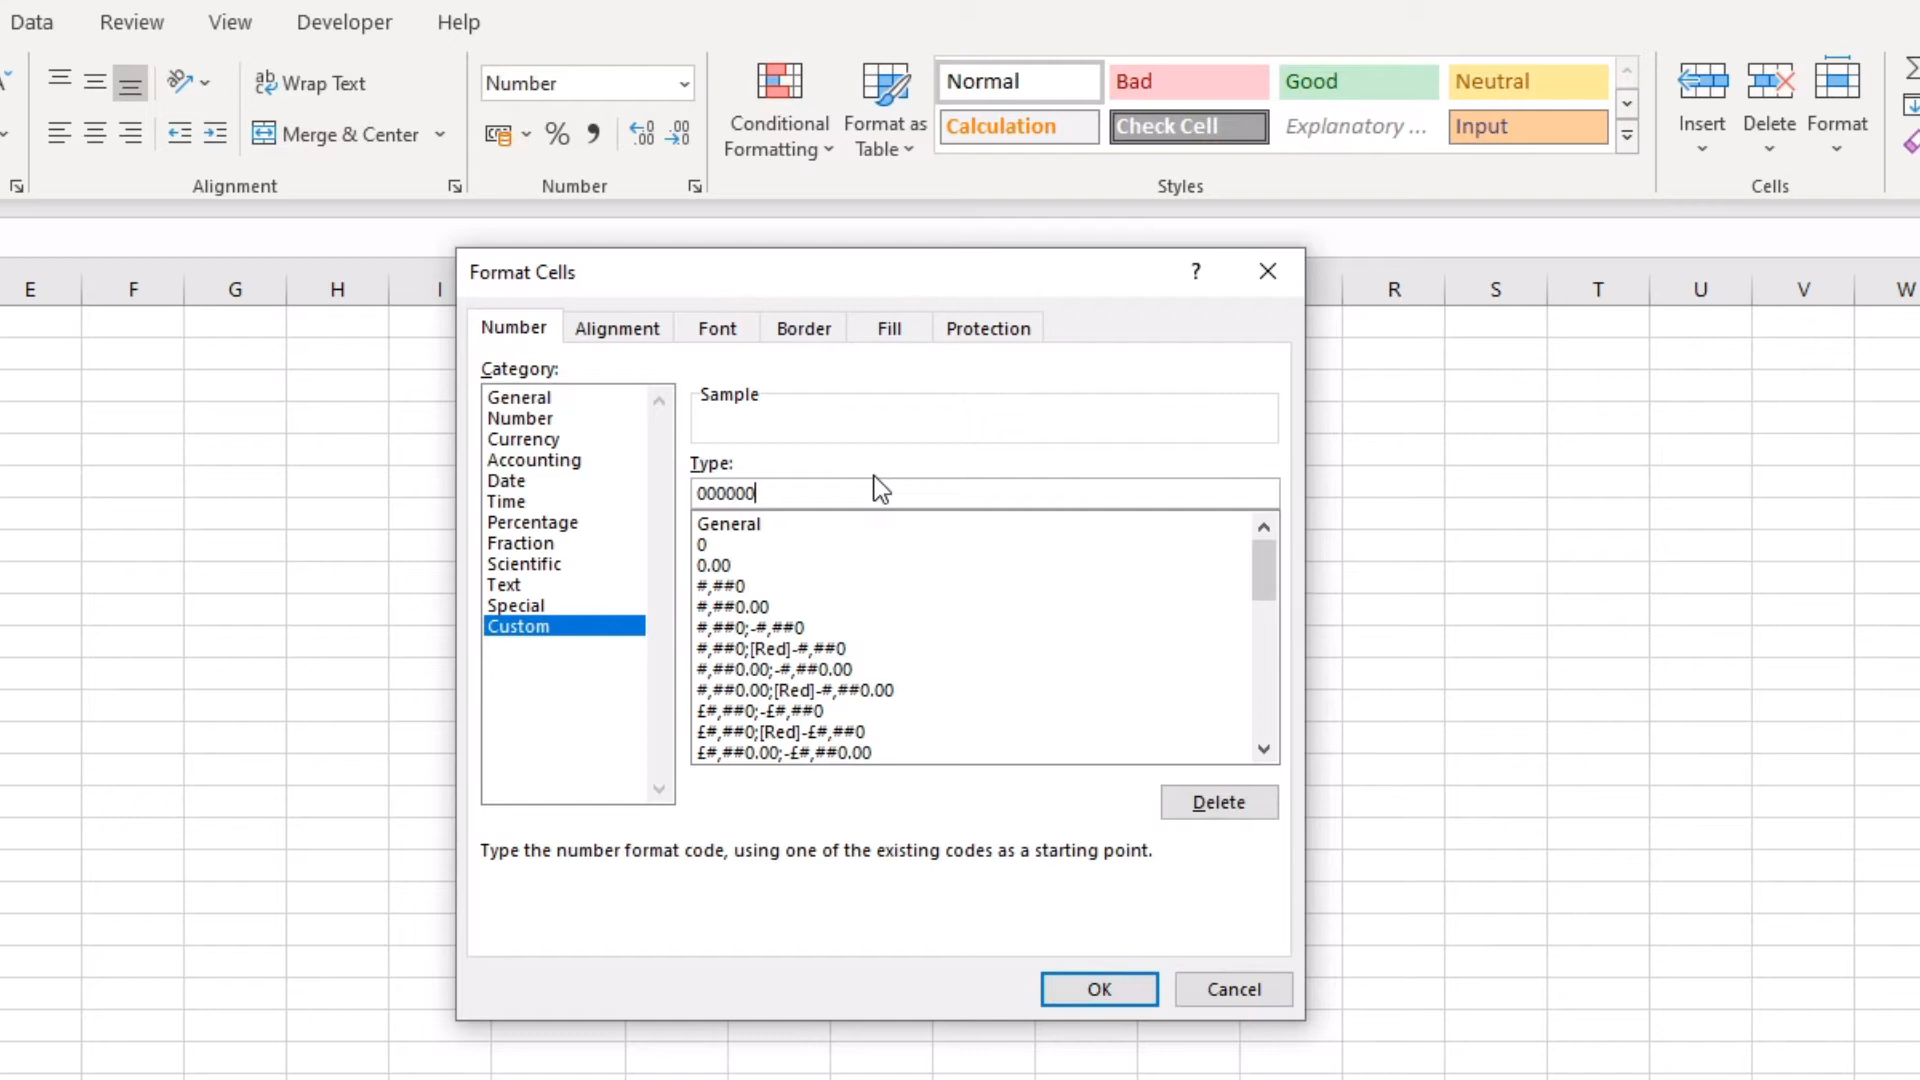 Data Review View Developer Help
ab Wrap Text
Number
Normal Bad Good Neutral
Conditional Formatting
Format as Table
Calculation Check Cell Explanatory ... Input
Insert Delete Format
Merge & Center
%
Alignment Number Styles Cells
E F G H I R S T U V W
Format Cells ?
Number Alignment Font Border Fill Protection
Category:
General
Number
Currency
Accounting
Date
Time
Percentage
Fraction
Scientific
Text
Special
Custom
Sample
Type:
000000
General
0
0.00
#,##0
#,##0.00
#,##0;-#,##0
#,##0;[Red]-#,##0
#,##0.00;-#,##0.00
#,##0.00;[Red]-#,##0.00
£#,##0;-£#,##0
£#,##0;[Red]-£#,##0
£#,##0.00;-£#,##0.00
Delete
Type the number format code, using one of the existing codes as a starting point.
OK Cancel